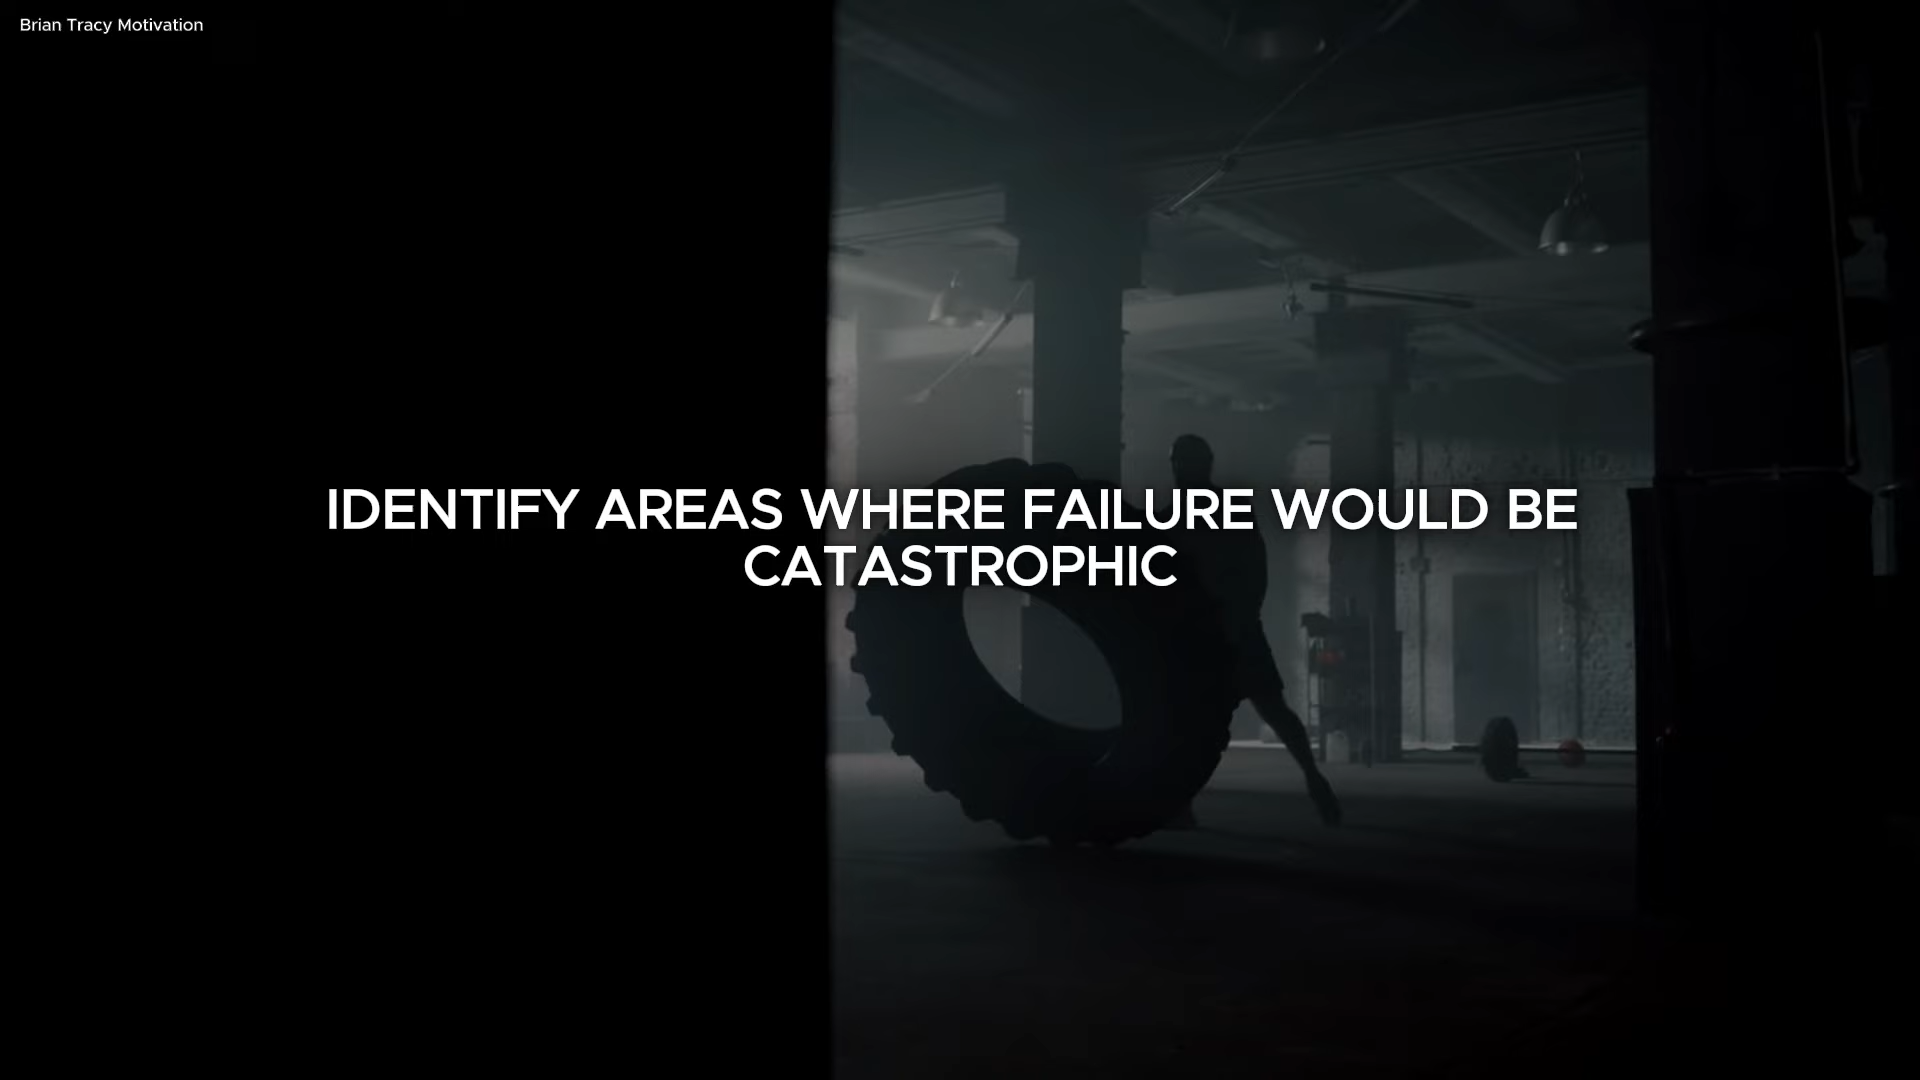 Brian Tracy Motivation
IDENTIFY AREAS WHERE FAILURE WOULD BE
CATASTROPHIC